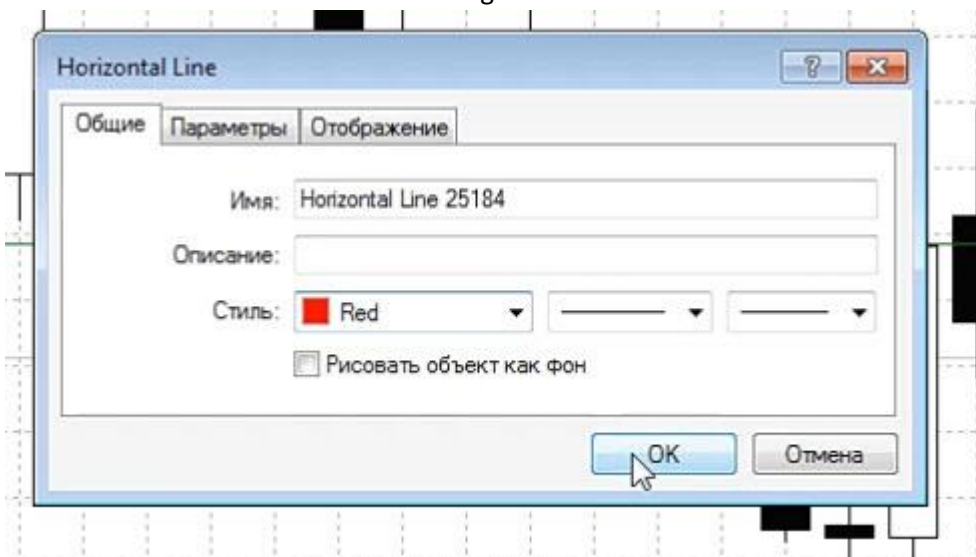 Horizontal Line
Общие Параметры Отображение
Имя: Horizontal Line 25184
Описание:
Стиль: Red
Рисовать объект как фон
OK Отмена